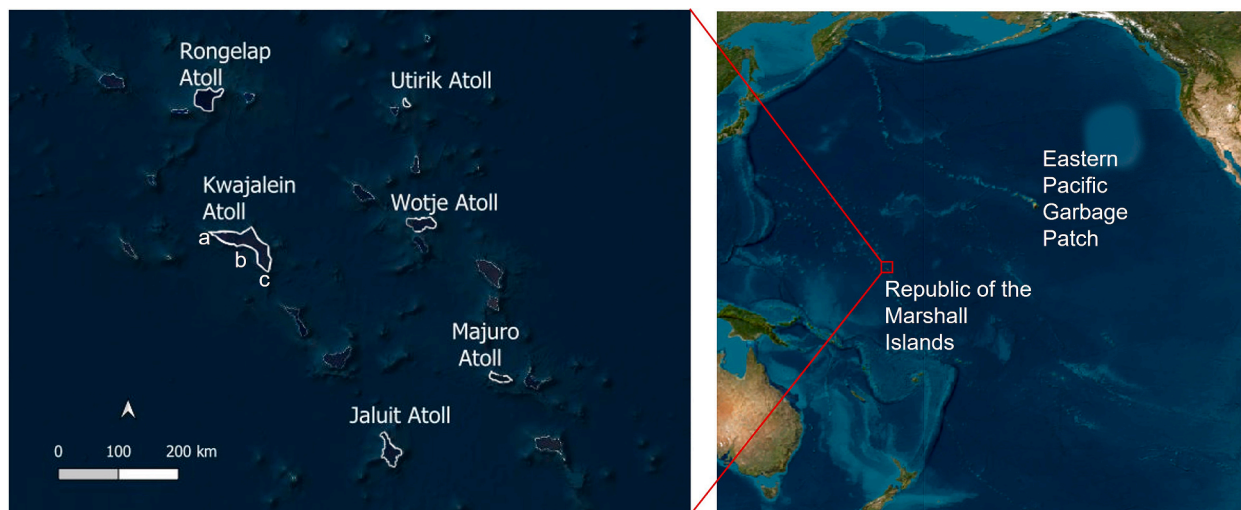 Rongelap
Atoll
Utirik Atoll
Kwajalein
Atoll
Wotje Atoll
a
b
c
Majuro
Atoll
Jaluit Atoll
0 100 200 km
Eastern
Pacific
Garbage
Patch
Republic of the
Marshall
Islands